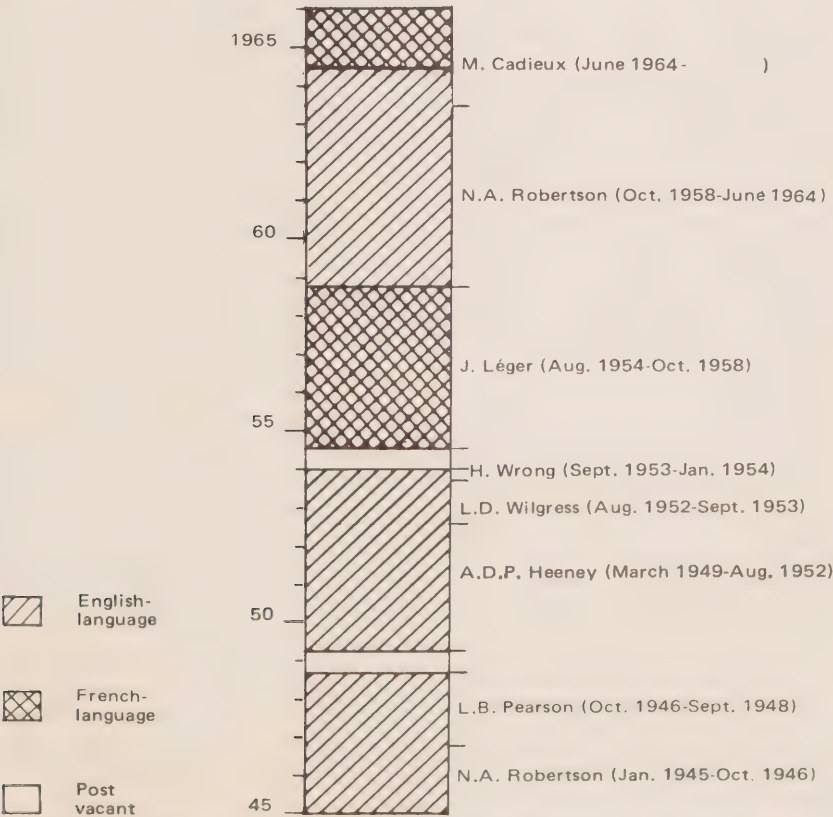 1965
M. Cadieux (June 1964- )
N.A. Robertson (Oct. 1958-June 1964)
60
J. Léger (Aug. 1954-Oct. 1958)
55
H. Wrong (Sept. 1953-Jan. 1954)
L.D. Wilgress (Aug. 1952-Sept. 1953)
A.D.P. Heeney (March 1949-Aug. 1952)
50
L.B. Pearson (Oct. 1946-Sept. 1948)
N.A. Robertson (Jan. 1945-Oct. 1946)
45
English-
language
French-
language
Post
vacant